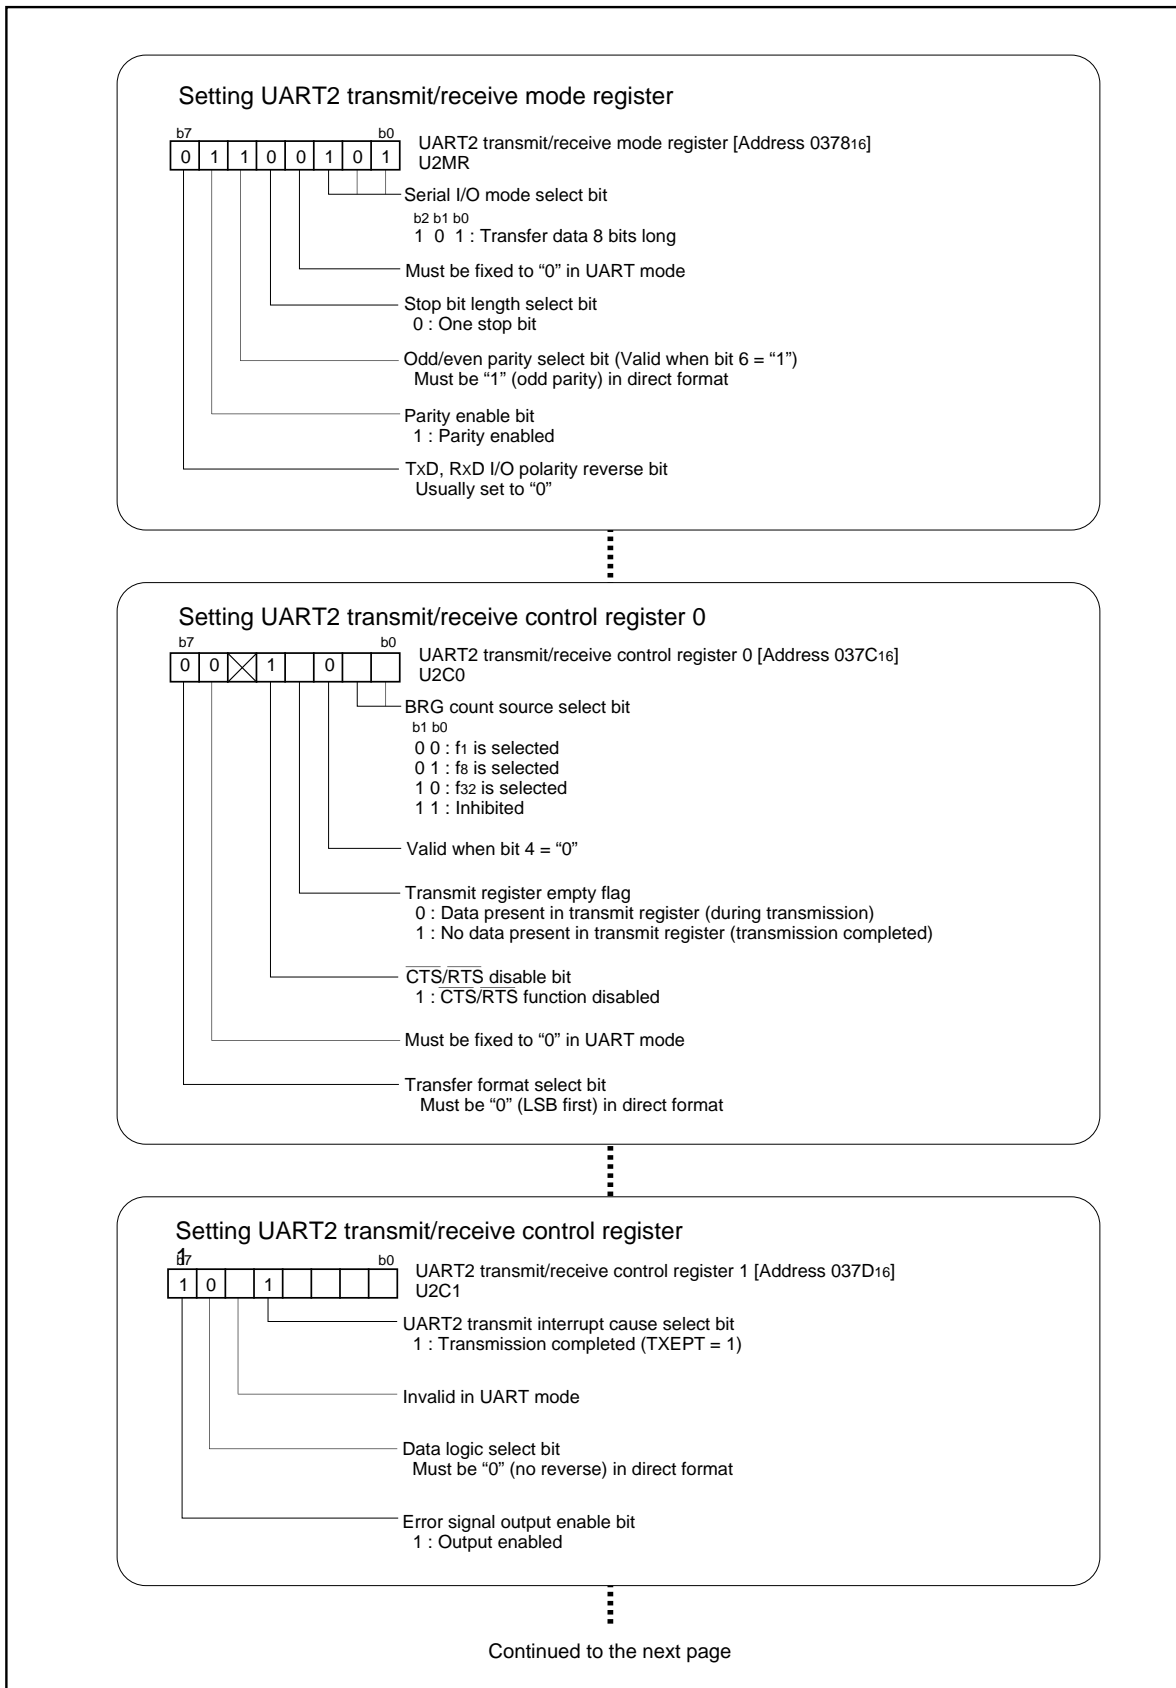 Setting UART2 transmit/receive mode register
b7 b0
0 1 1 0 0 1 0 1
UART2 transmit/receive mode register [Address 037816]
U2MR
Serial I/O mode select bit
b2 b1 b0
1 0 1 : Transfer data 8 bits long
Must be fixed to “0” in UART mode
Stop bit length select bit
0 : One stop bit
Odd/even parity select bit (Valid when bit 6 = “1”)
Must be “1” (odd parity) in direct format
Parity enable bit
1 : Parity enabled
TxD, RxD I/O polarity reverse bit
Usually set to “0”
Setting UART2 transmit/receive control register 0
b7 b0
0 0 1 0
UART2 transmit/receive control register 0 [Address 037C16]
U2C0
BRG count source select bit
b1 b0
0 0 : f1 is selected
0 1 : f8 is selected
1 0 : f32 is selected
1 1 : Inhibited
Valid when bit 4 = “0”
Transmit register empty flag
0 : Data present in transmit register (during transmission)
1 : No data present in transmit register (transmission completed)
CTS/RTS disable bit
1 : CTS/RTS function disabled
Must be fixed to “0” in UART mode
Transfer format select bit
Must be “0” (LSB first) in direct format
Setting UART2 transmit/receive control register
1
b7 b0
1 0 1
UART2 transmit/receive control register 1 [Address 037D16]
U2C1
UART2 transmit interrupt cause select bit
1 : Transmission completed (TXEPT = 1)
Invalid in UART mode
Data logic select bit
Must be “0” (no reverse) in direct format
Error signal output enable bit
1 : Output enabled
Continued to the next page